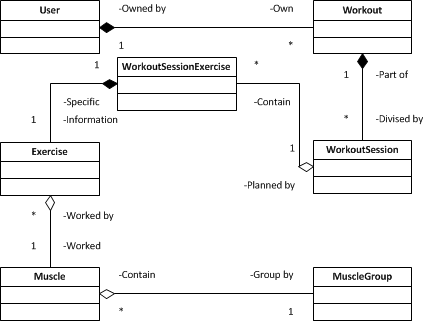 User
-Owned by
-Own
Workout
1
*
1
WorkoutSessionExercise
*
1
-Part of
-Specific
-Contain
1
-Information
*
-Divised by
Exercise
1
WorkoutSession
-Planned by
*
-Worked by
1
-Worked
Muscle
-Contain
-Group by
MuscleGroup
*
1